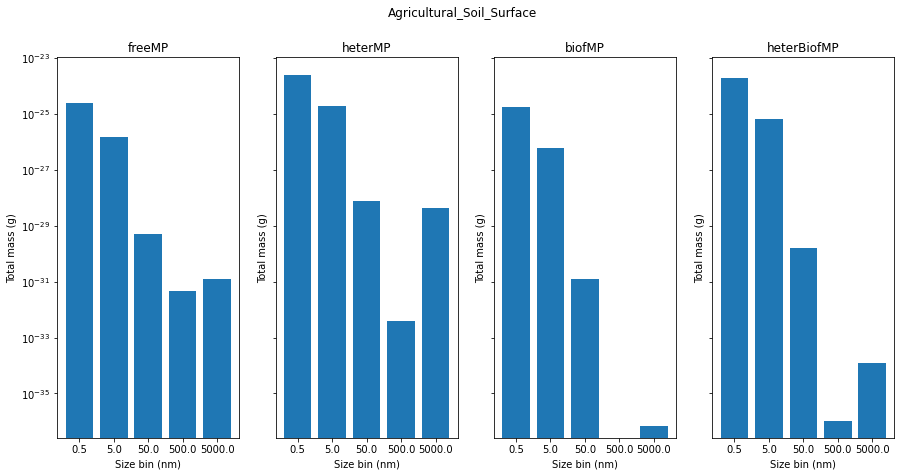 Agricultural_Soil_Surface
freeMP
heterMP
biofMP
heterBiofMP
Total mass (g)
10⁻²³
10⁻²⁵
10⁻²⁷
10⁻²⁹
10⁻³¹
10⁻³³
10⁻³⁵
0.5 5.0 50.0 500.0 5000.0
Size bin (nm)
Total mass (g)
0.5 5.0 50.0 500.0 5000.0
Size bin (nm)
Total mass (g)
0.5 5.0 50.0 500.0 5000.0
Size bin (nm)
Total mass (g)
0.5 5.0 50.0 500.0 5000.0
Size bin (nm)